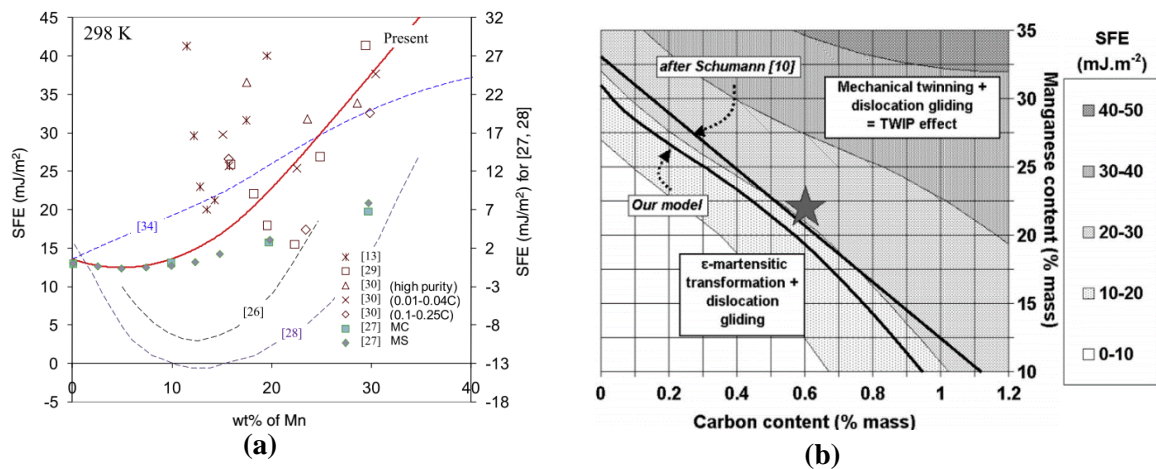 298 K
Present
[34]
[26]
[28]
[13]
[29]
[30] (high purity)
[30] (0.01-0.04C)
[30] (0.1-0.25C)
[27] MC
[27] MS
SFE (mJ/m²)
45
40
35
30
25
20
15
10
5
0
-5
SFE (mJ/m²) for [27, 28]
32
27
22
17
12
7
2
-3
-8
-13
-18
0
10
20
30
40
wt% of Mn
(a)
after Schumann [10]
Mechanical twinning +
dislocation gliding
= TWIP effect
Our model
ε-martensitic
transformation +
dislocation
gliding
35
30
25
20
15
10
30
25
20
15
10
Manganese content (% mass)
0
0.2
0.4
0.6
0.8
1
1.2
Carbon content (% mass)
(b)
SFE
(mJ.m⁻²)
40-50
30-40
20-30
10-20
0-10